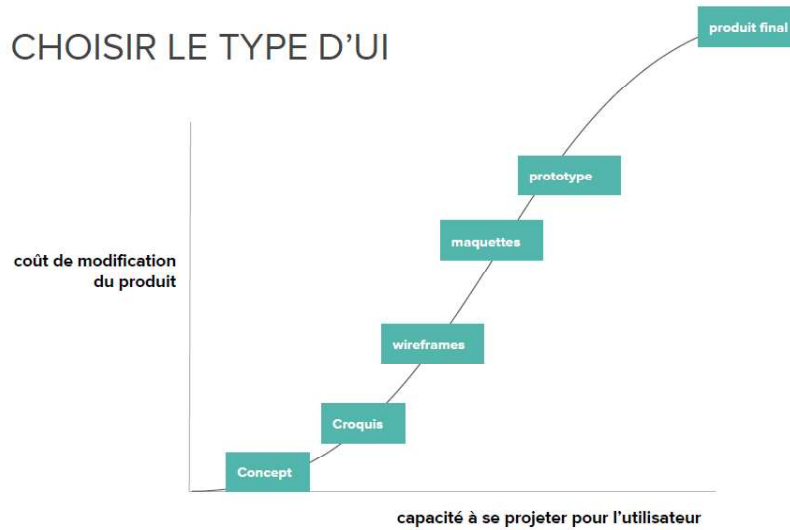 CHOISIR LE TYPE D’UI
produit final
prototype
maquettes
coût de modification
du produit
wireframes
Croquis
Concept
capacité à se projeter pour l’utilisateur